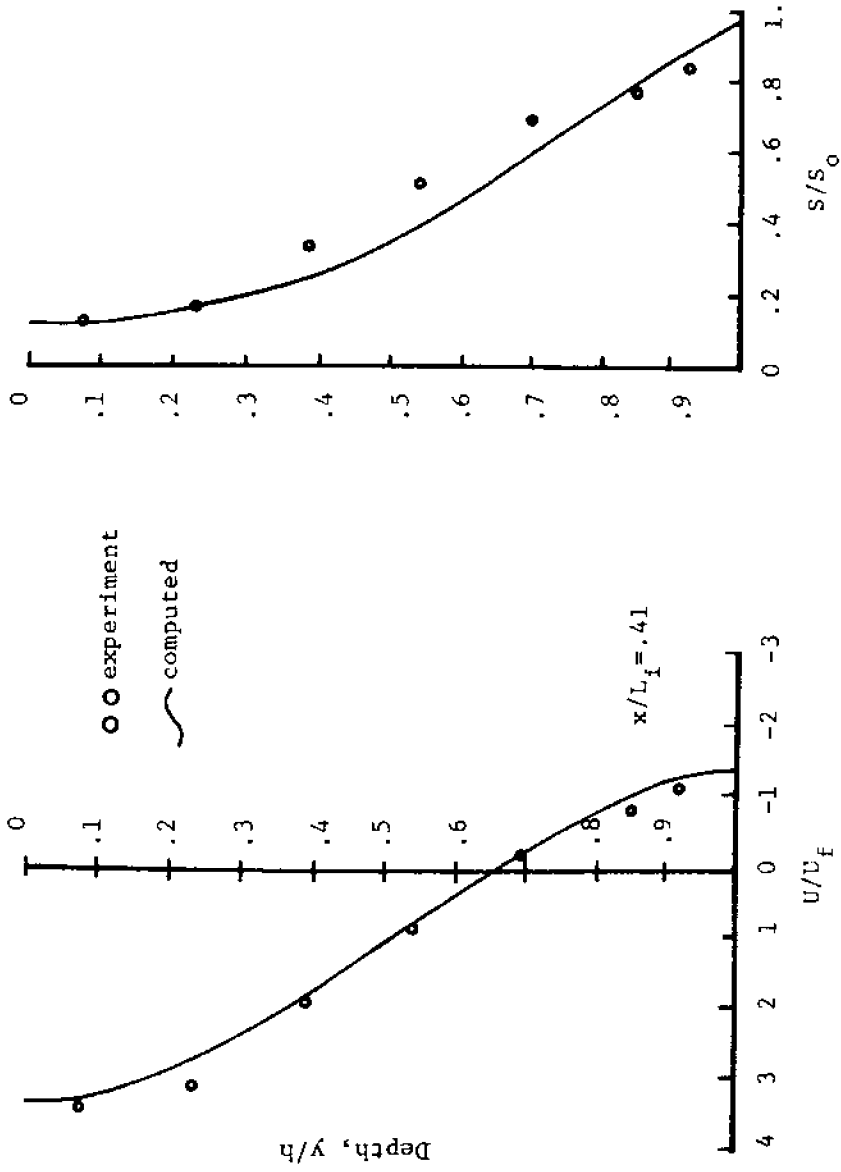 Depth, y/h
0
.1
.2
.3
.4
.5
.6
.8
.9
4 3 2 1 0 -1 -2 -3
U/U_f
x/L_f=.41
experiment
computed
0
.1
.2
.3
.4
.5
.6
.7
.8
.9
0 .2 .4 .6 .8 1.
S/S_o